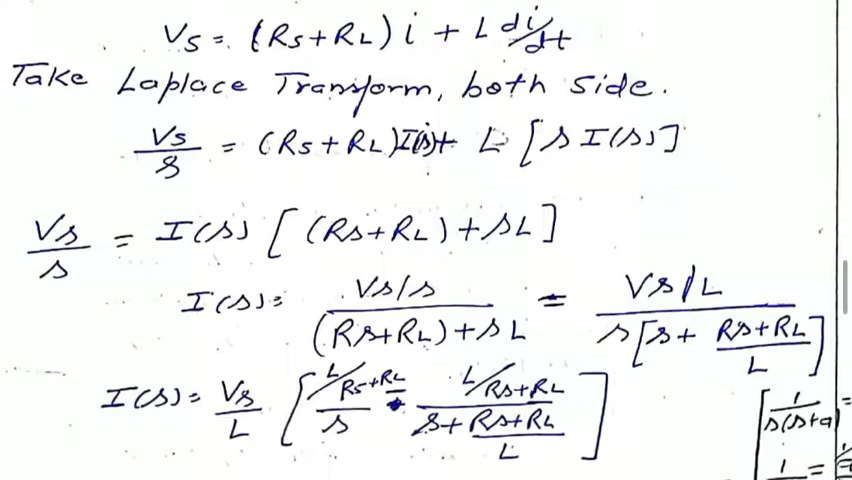 Vs = (Rs+RL) i + L di/dt
Take Laplace Transform, both side.
Vs/s = (Rs+RL)I(s)+ L [s I(s)]
Vs/s = I(s) [(Rs+RL)+sL]
I(s) = Vs/s / (Rs+RL)+sL = Vs/L / s[s+ Rs+RL/L]
I(s) = Vs/L [L/Rs+RL / s - L/Rs+RL / s+Rs+RL/L]
[1/s(s+a) =
1 =